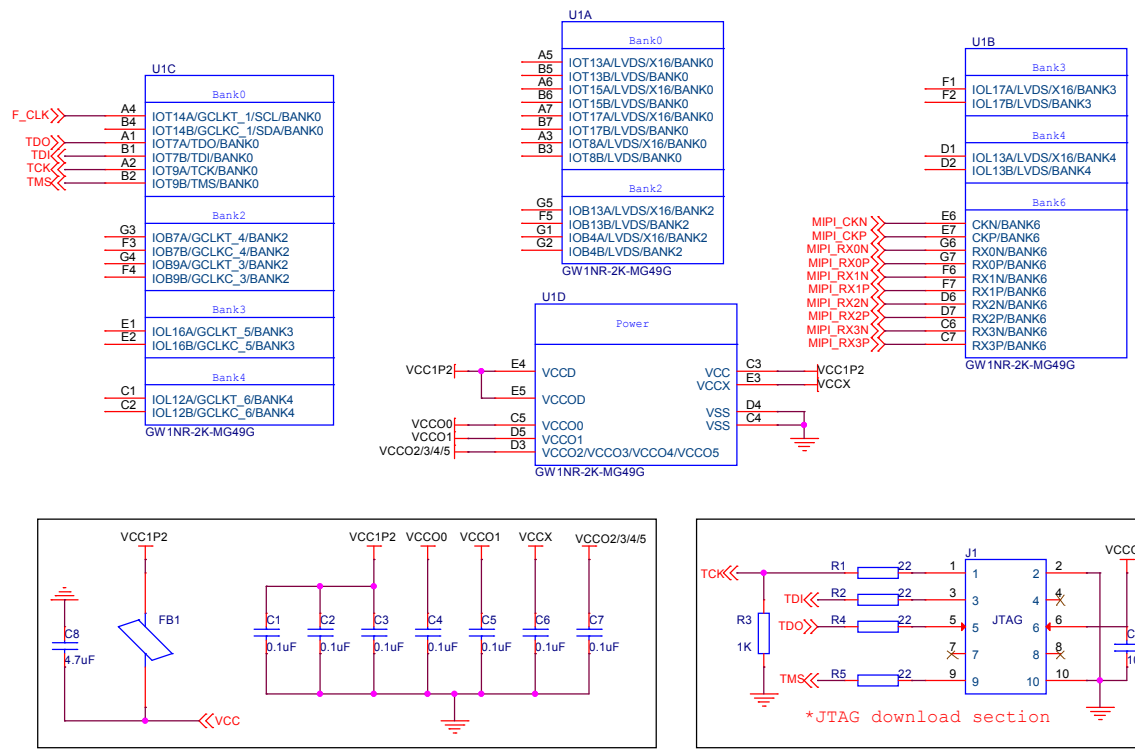 U1C
Bank0
F_CLK
A4
IOT14A/GCLKT_1/SCL/BANK0
B4
IOT14B/GCLKC_1/SDA/BANK0
TDO
A1
IOT7A/TDO/BANK0
TDI
B1
IOT7B/TDI/BANK0
TCK
A2
IOT9A/TCK/BANK0
TMS
B2
IOT9B/TMS/BANK0
Bank2
G3
IOB7A/GCLKT_4/BANK2
F3
IOB7B/GCLKC_4/BANK2
G4
IOB9A/GCLKT_3/BANK2
F4
IOB9B/GCLKC_3/BANK2
Bank3
E1
IOL16A/GCLKT_5/BANK3
E2
IOL16B/GCLKC_5/BANK3
Bank4
C1
IOL12A/GCLKT_6/BANK4
C2
IOL12B/GCLKC_6/BANK4
GW1NR-2K-MG49G
U1A
Bank0
A5
IOT13A/LVDS/X16/BANK0
B5
IOT13B/LVDS/BANK0
A6
IOT15A/LVDS/X16/BANK0
B6
IOT15B/LVDS/BANK0
A7
IOT17A/LVDS/X16/BANK0
B7
IOT17B/LVDS/BANK0
A3
IOT8A/LVDS/X16/BANK0
B3
IOT8B/LVDS/BANK0
Bank2
G5
IOB13A/LVDS/X16/BANK2
F5
IOB13B/LVDS/BANK2
G1
IOB4A/LVDS/X16/BANK2
G2
IOB4B/LVDS/BANK2
GW1NR-2K-MG49G
U1B
Bank3
F1
IOL17A/LVDS/X16/BANK3
F2
IOL17B/LVDS/BANK3
Bank4
D1
IOL13A/LVDS/X16/BANK4
D2
IOL13B/LVDS/BANK4
Bank6
MIPI_CKN
E6
CKN/BANK6
MIPI_CKP
E7
CKP/BANK6
MIPI_RX0N
G6
RX0N/BANK6
MIPI_RX0P
G7
RX0P/BANK6
MIPI_RX1N
F6
RX1N/BANK6
MIPI_RX1P
F7
RX1P/BANK6
MIPI_RX2N
D6
RX2N/BANK6
MIPI_RX2P
D7
RX2P/BANK6
MIPI_RX3N
C6
RX3N/BANK6
MIPI_RX3P
C7
RX3P/BANK6
GW1NR-2K-MG49G
U1D
Power
VCC1P2
E4
VCCD
E5
VCCOD
VCCO0
C5
VCCO0
VCCO1
D5
VCCO1
VCCO2/3/4/5
D3
VCCO2/VCCO3/VCCO4/VCCO5
VCC
C3
VCC1P2
VCCX
E3
VCCX
VSS
D4
VSS
C4
GW1NR-2K-MG49G
VCC1P2
C8
4.7uF
FB1
VCC
VCC1P2
VCCO0
VCCO1
VCCX
VCCO2/3/4/5
C1
0.1uF
C2
0.1uF
C3
0.1uF
C4
0.1uF
C5
0.1uF
C6
0.1uF
C7
0.1uF
J1
JTAG
TCK
R1
22
1
1
TDI
R2
22
3
3
TDO
R4
22
5
5
7
7
TMS
R5
22
9
9
R3
1K
2
2
4
4
6
6
8
8
10
10
*JTAG download section